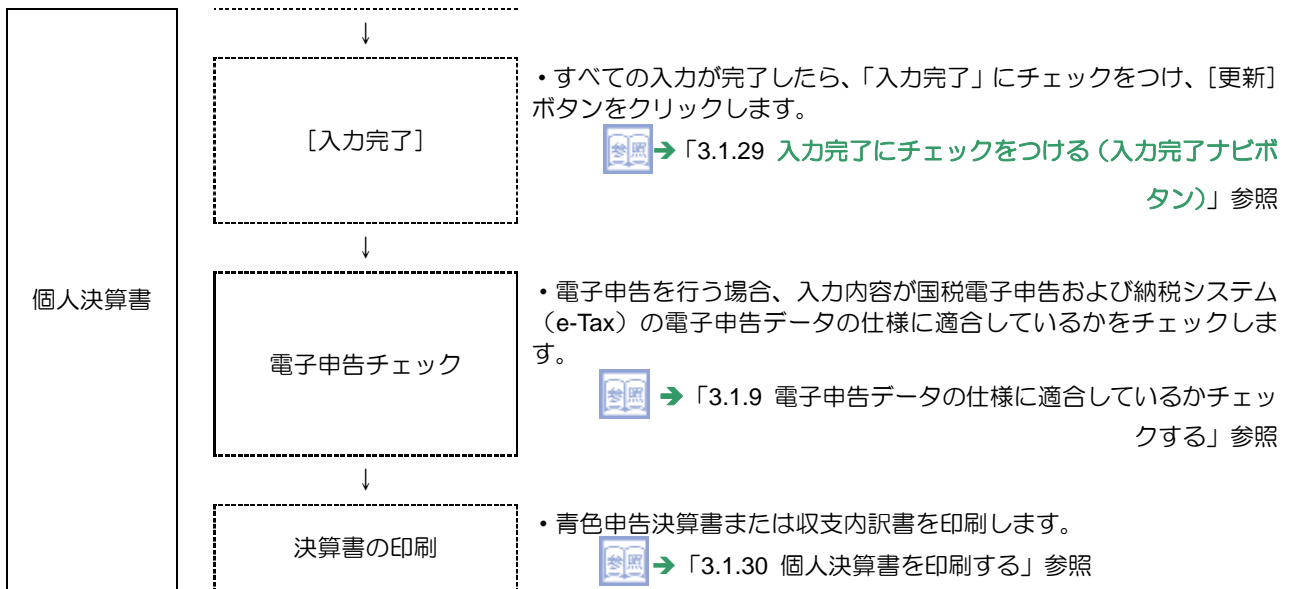 個人決算書
↓
[入力完了]
・すべての入力が完了したら、「入力完了」にチェックをつけ、[更新]
ボタンをクリックします。
参照➔「3.1.29 入力完了にチェックをつける(入力完了ナビボ
タン)」参照
↓
電子申告チェック
・電子申告を行う場合、入力内容が国税電子申告および納税システム
(e-Tax)の電子申告データの仕様に適合しているかをチェックしま
す。
参照➔「3.1.9 電子申告データの仕様に適合しているかチェッ
クする」参照
↓
決算書の印刷
・青色申告決算書または収支内訳書を印刷します。
参照➔「3.1.30 個人決算書を印刷する」参照